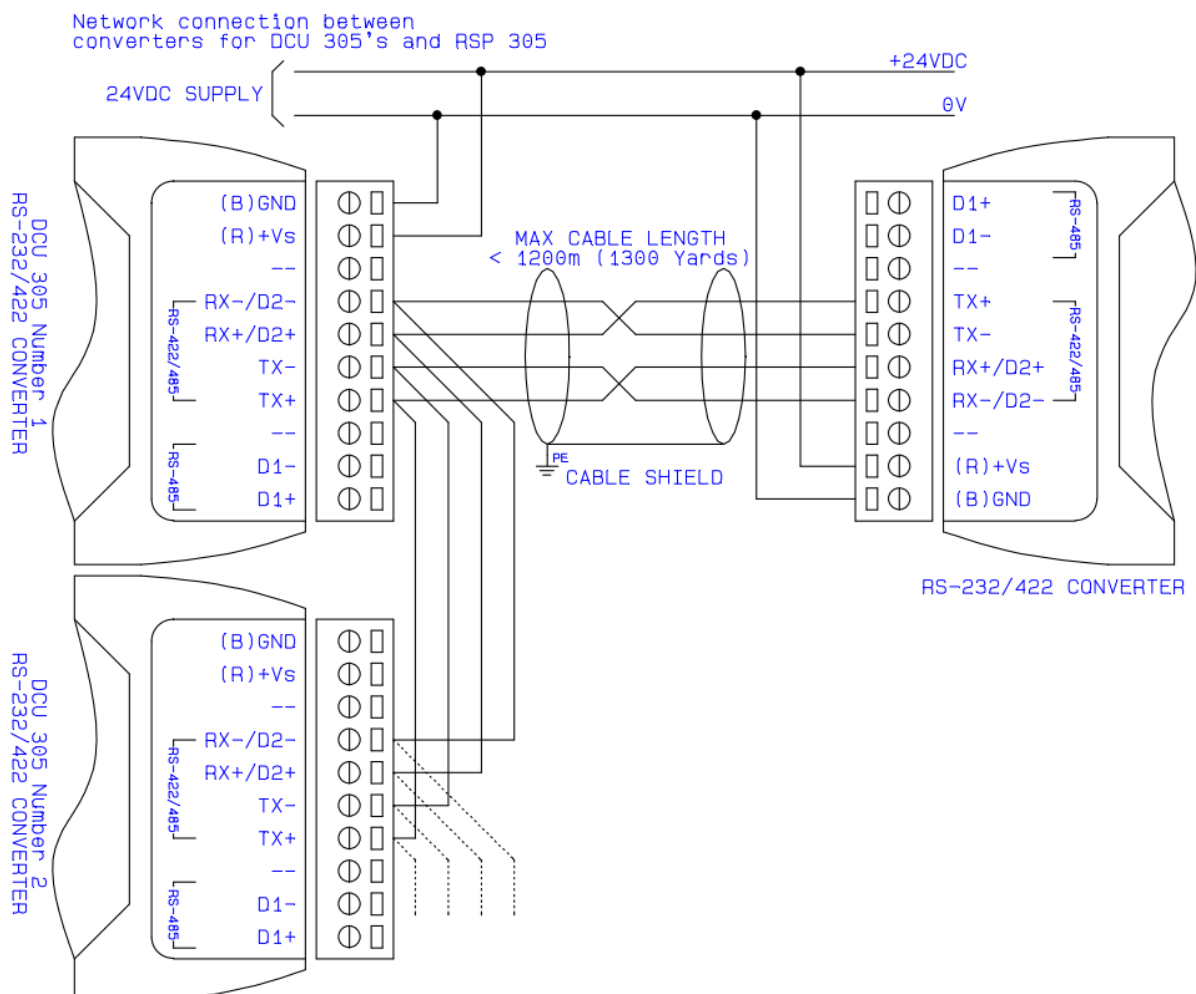 Network connection between
converters for DCU 305's and RSP 305
+24VDC
24VDC SUPPLY
0V
DCU 305 Number 1
RS-232/422 CONVERTER
(B)GND
(R)+Vs
--
RX-/D2-
RX+/D2+
TX-
TX+
--
D1-
D1+
RS-422/485
RS-485
MAX CABLE LENGTH
< 1200m (1300 Yards)
PE
CABLE SHIELD
D1+
D1-
--
TX+
TX-
RX+/D2+
RX-/D2-
--
(R)+Vs
(B)GND
RS-485
RS-422/485
RS-232/422 CONVERTER
DCU 305 Number 2
RS-232/422 CONVERTER
(B)GND
(R)+Vs
--
RX-/D2-
RX+/D2+
TX-
TX+
--
D1-
D1+
RS-422/485
RS-485